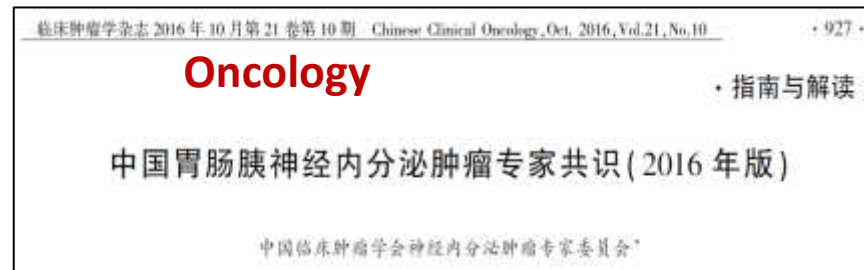 临床肿瘤学杂志 2016 年 10 月第 21 卷第 10 期 Chinese Clinical Oncology,Oct. 2016,Vol.21,No.10 ·927·
Oncology
·指南与解读
中国胃肠胰神经内分泌肿瘤专家共识(2016 年版)
中国临床肿瘤学会神经内分泌肿瘤专家委员会*